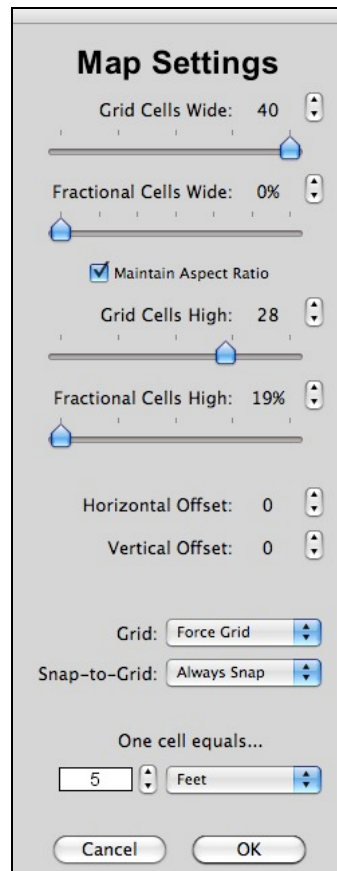 Map Settings
Grid Cells Wide: 40
Fractional Cells Wide: 0%
Maintain Aspect Ratio
Grid Cells High: 28
Fractional Cells High: 19%
Horizontal Offset: 0
Vertical Offset: 0
Grid: Force Grid
Snap-to-Grid: Always Snap
One cell equals...
5 Feet
Cancel OK